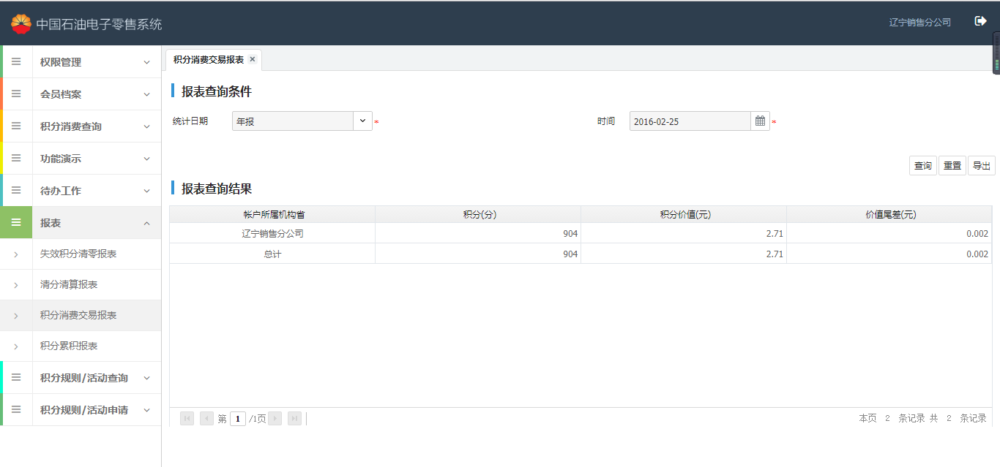 中国石油电子零售系统
辽宁销售分公司
权限管理
会员档案
积分消费查询
功能演示
待办工作
报表
失效积分清零报表
清分清算报表
积分消费交易报表
积分累积报表
积分规则/活动查询
积分规则/活动申请
积分消费交易报表 ×
报表查询条件
统计日期 年报 * 时间 2016-02-25 *
查询 重置 导出
报表查询结果
帐户所属机构省 积分(分) 积分价值(元) 价值尾差(元)
辽宁销售分公司 904 2.71 0.002
总计 904 2.71 0.002
第 1 /1页 本页 2 条记录 共 2 条记录